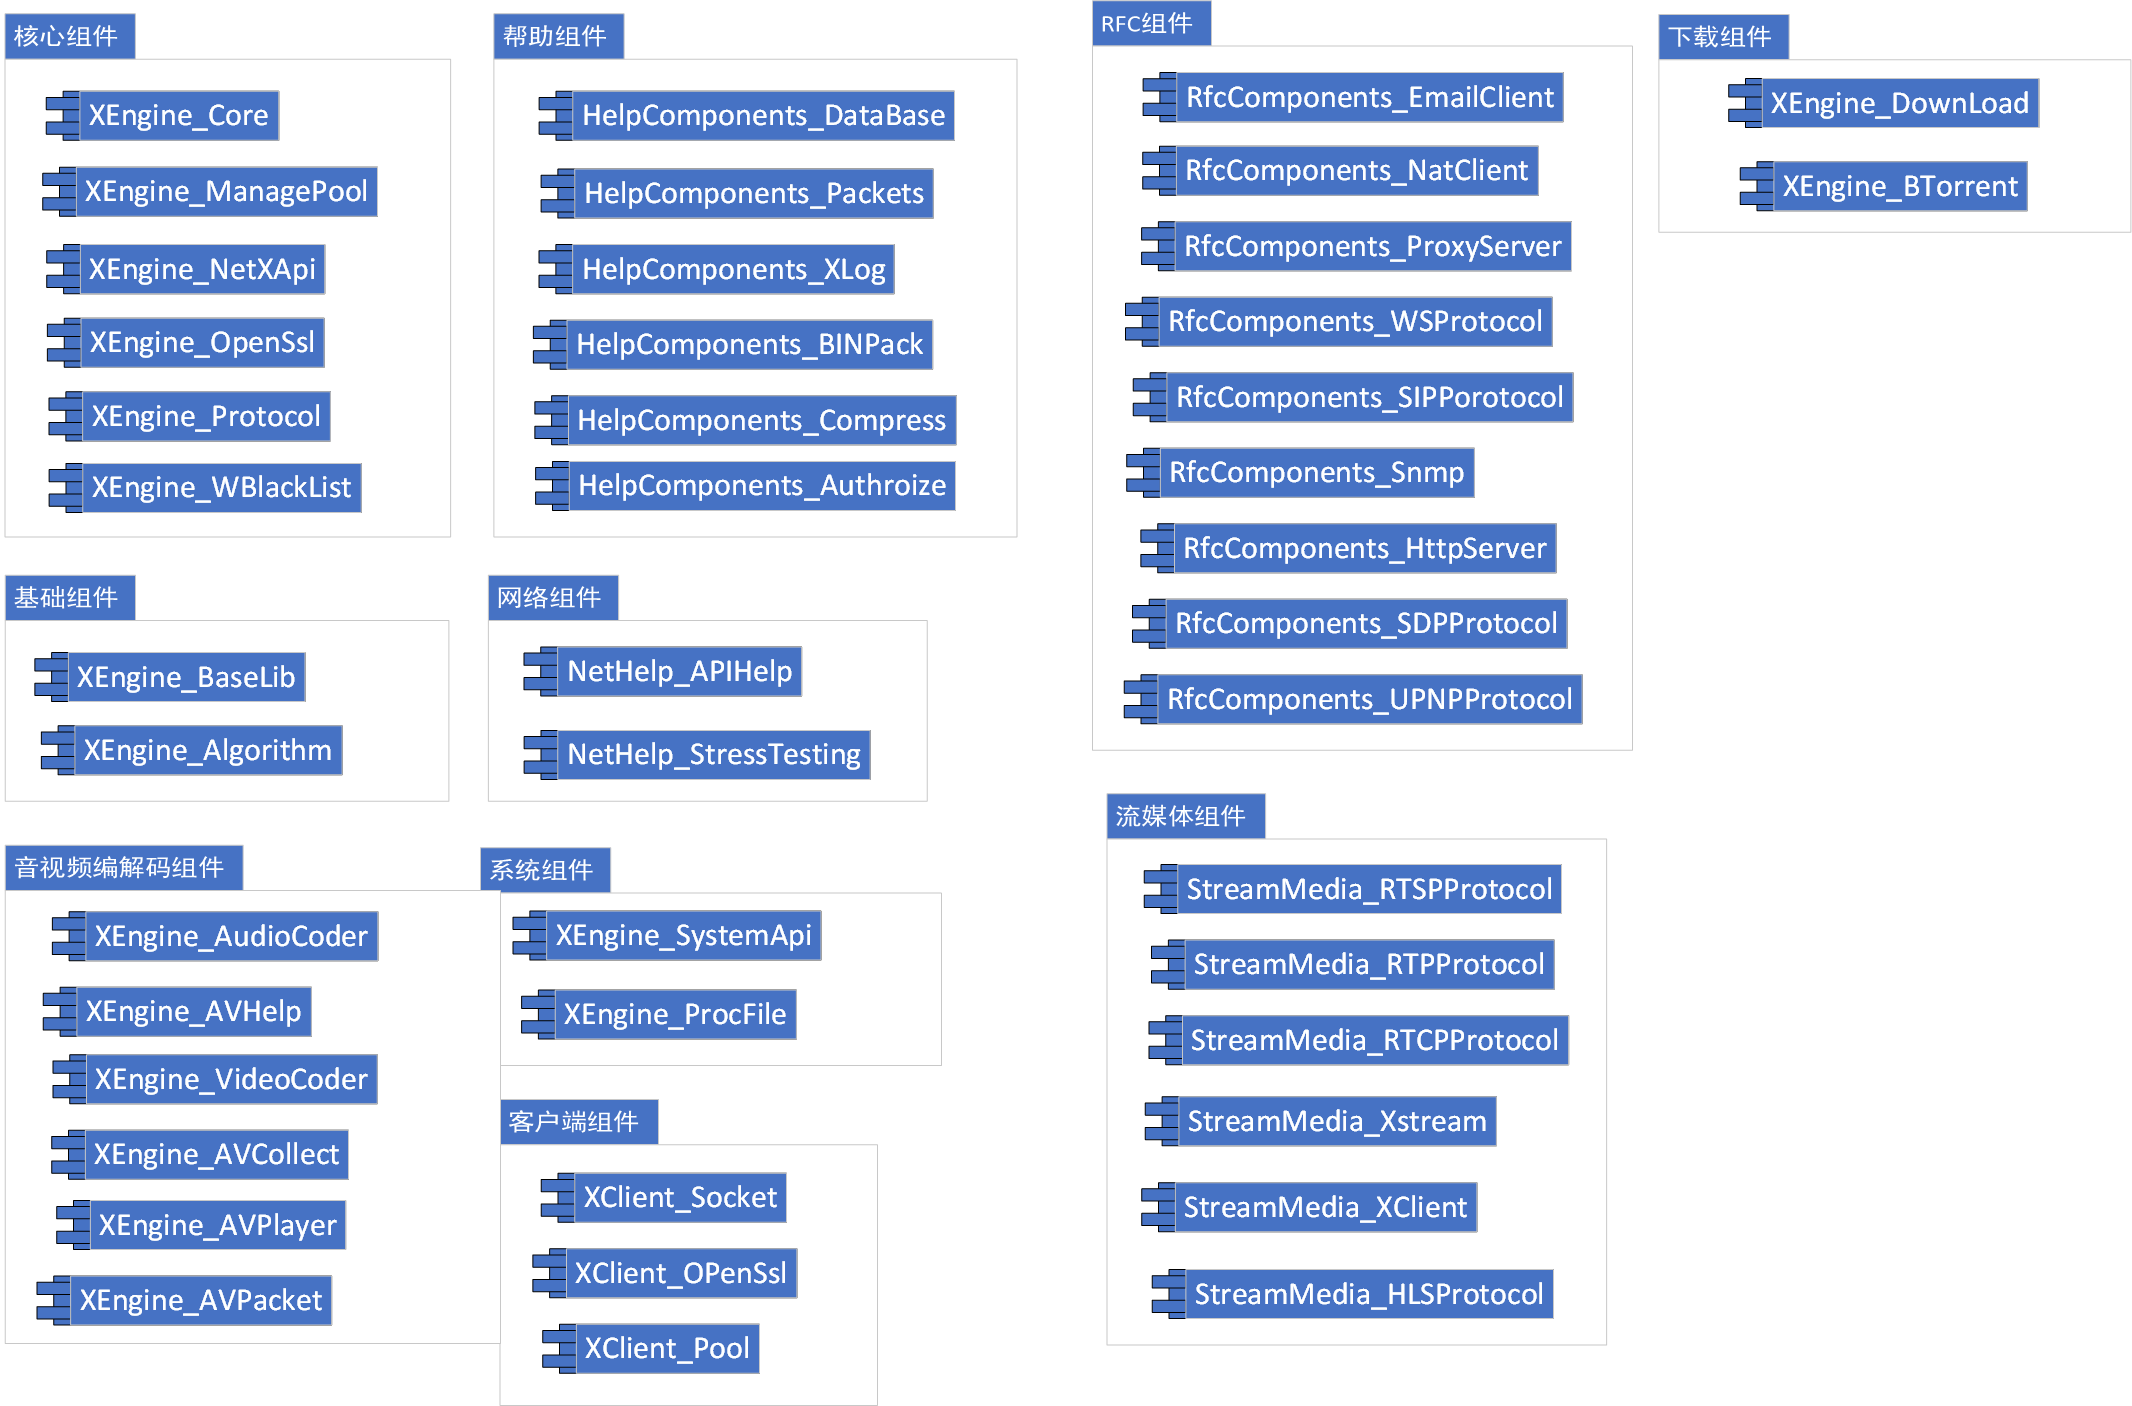 核心组件
XEngine_Core
XEngine_ManagePool
XEngine_NetXApi
XEngine_OpenSsl
XEngine_Protocol
XEngine_WBlackList
帮助组件
HelpComponents_DataBase
HelpComponents_Packets
HelpComponents_XLog
HelpComponents_BINPack
HelpComponents_Compress
HelpComponents_Authroize
RFC组件
RfcComponents_EmailClient
RfcComponents_NatClient
RfcComponents_ProxyServer
RfcComponents_WSProtocol
RfcComponents_SIPPorotocol
RfcComponents_Snmp
RfcComponents_HttpServer
RfcComponents_SDPProtocol
RfcComponents_UPNPProtocol
下载组件
XEngine_DownLoad
XEngine_BTorrent
基础组件
XEngine_BaseLib
XEngine_Algorithm
网络组件
NetHelp_APIHelp
NetHelp_StressTesting
音视频编解码组件
XEngine_AudioCoder
XEngine_AVHelp
XEngine_VideoCoder
XEngine_AVCollect
XEngine_AVPlayer
XEngine_AVPacket
系统组件
XEngine_SystemApi
XEngine_ProcFile
客户端组件
XClient_Socket
XClient_OPenSsl
XClient_Pool
流媒体组件
StreamMedia_RTSPProtocol
StreamMedia_RTPProtocol
StreamMedia_RTCPProtocol
StreamMedia_Xstream
StreamMedia_XClient
StreamMedia_HLSProtocol